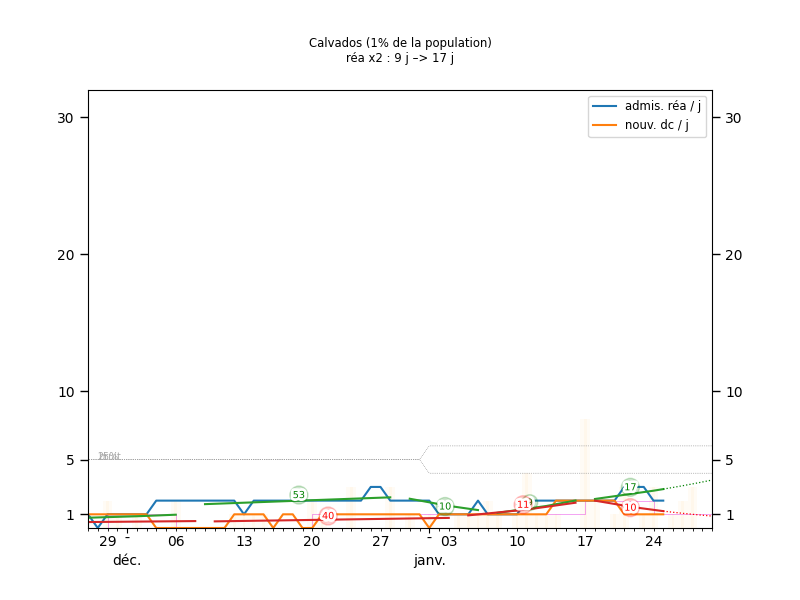 Calvados (1% de la population)
réa x2 : 9 j –> 17 j
admis. réa / j
nouv. dc / j
30 30
20 20
10 10
5 5
1 1
53
40
10
11
17
10
29 - 06 13 20 27 - 03 10 17 24
déc. janv.